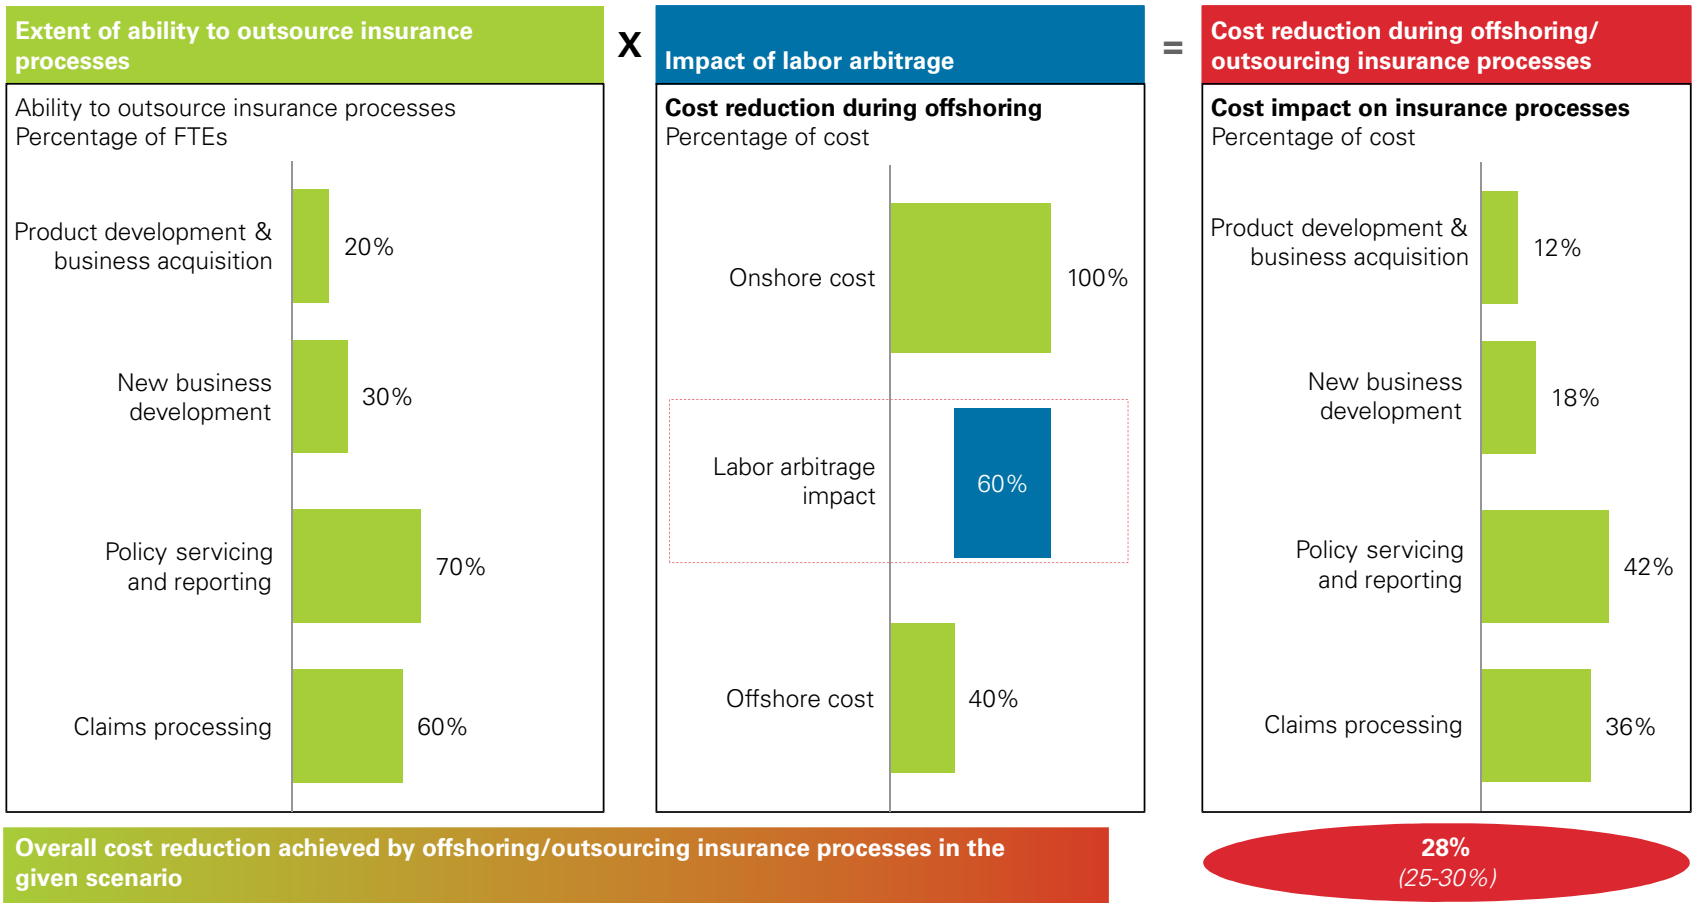 Extent of ability to outsource insurance
processes
X
Impact of labor arbitrage
=
Cost reduction during offshoring/
outsourcing insurance processes
Ability to outsource insurance processes
Percentage of FTEs
Product development &
business acquisition
20%
New business
development
30%
Policy servicing
and reporting
70%
Claims processing
60%
Cost reduction during offshoring
Percentage of cost
Onshore cost
100%
Labor arbitrage
impact
60%
Offshore cost
40%
Cost impact on insurance processes
Percentage of cost
Product development &
business acquisition
12%
New business
development
18%
Policy servicing
and reporting
42%
Claims processing
36%
Overall cost reduction achieved by offshoring/outsourcing insurance processes in the
given scenario
28%
(25-30%)